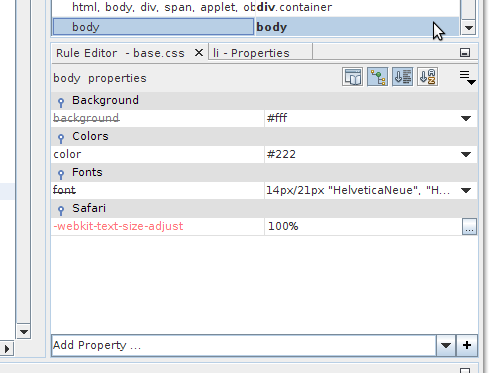 html, body, div, span, applet, ob div.container
body body
Rule Editor - base.css × li - Properties
body properties
Background
background #fff
Colors
color #222
Fonts
font 14px/21px "HelveticaNeue", "H...
Safari
-webkit-text-size-adjust 100% ...
Add Property ... +